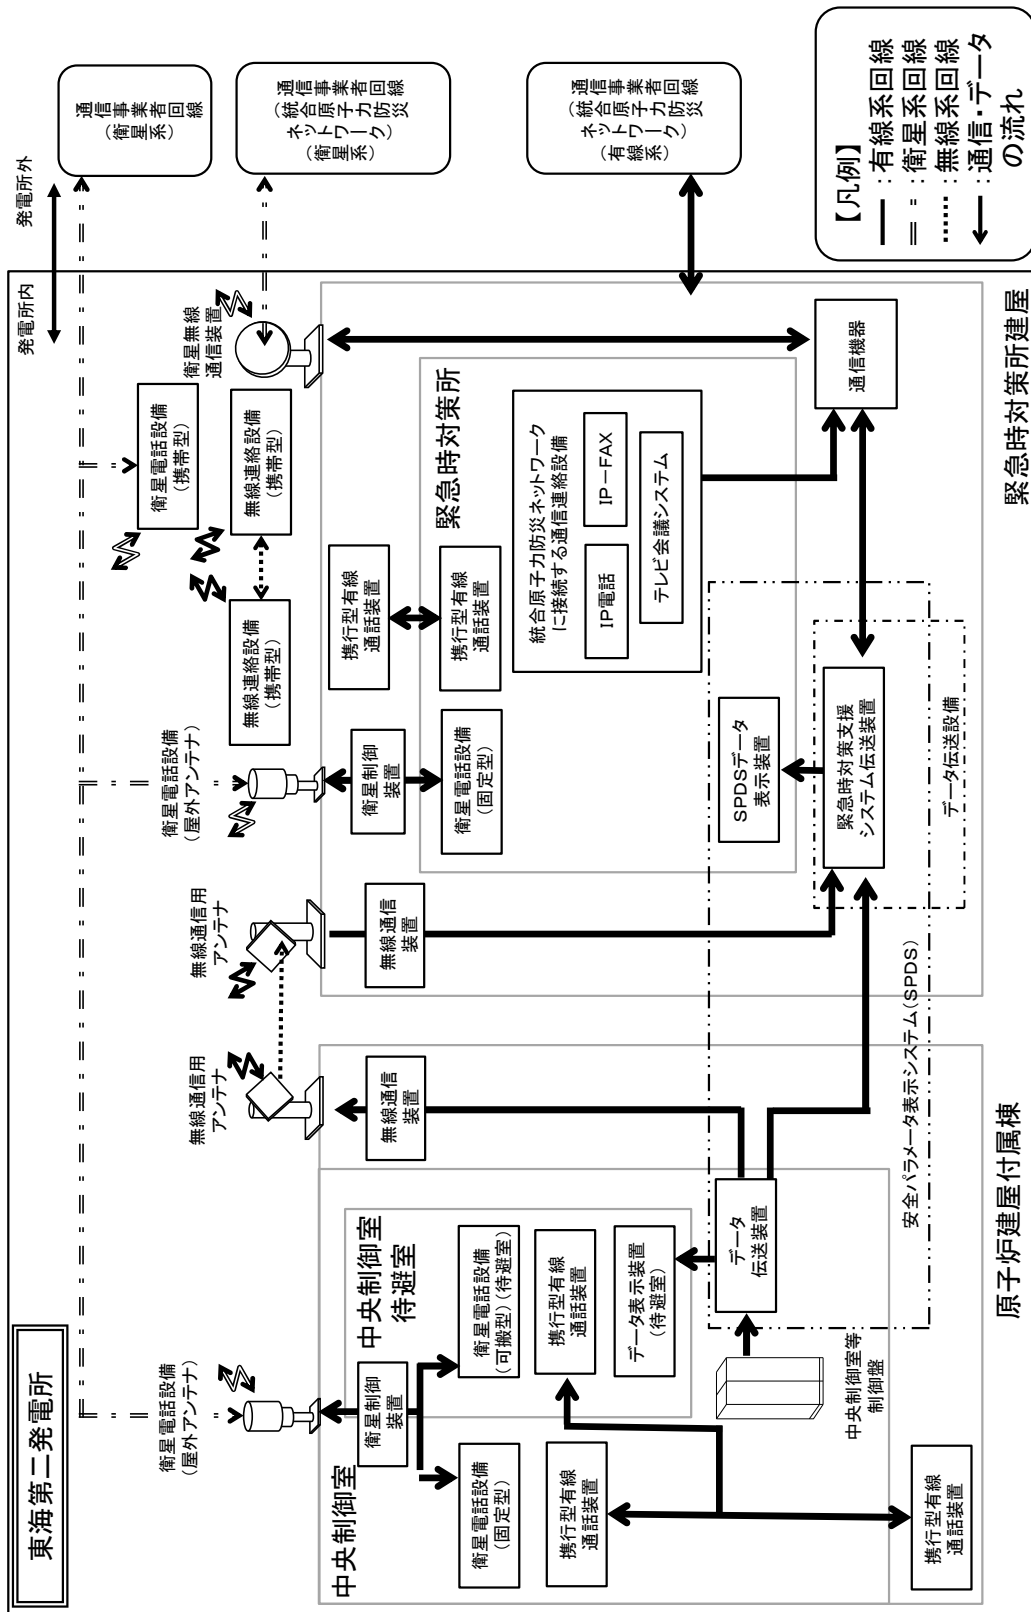 東海第二発電所
発電所内
発電所外
通信事業者回線
(衛星系)
通信事業者回線
(統合原子力防災
ネットワーク)
(衛星系)
通信事業者回線
(統合原子力防災
ネットワーク)
(有線系)
【凡例】
:有線系回線
:衛星系回線
:無線系回線
:通信・データ
の流れ
衛星電話設備
(屋外アンテナ)
無線通信用
アンテナ
無線通信用
アンテナ
衛星電話設備
(屋外アンテナ)
無線連絡設備
(携帯型)
無線連絡設備
(携帯型)
衛星電話設備
(携帯型)
衛星無線
通信装置
中央制御室
衛星制御
装置
中央制御室
待避室
衛星電話設備
(固定型)
衛星電話設備
(可搬型)(待避室)
携行型有線
通話装置
携行型有線
通話装置
データ表示装置
(待避室)
中央制御室等
制御盤
データ
伝送装置
携行型有線
通話装置
無線通信
装置
原子炉建屋付属棟
安全パラメータ表示システム(SPDS)
無線通信
装置
衛星制御
装置
衛星電話設備
(固定型)
携行型有線
通話装置
携行型有線
通話装置
緊急時対策所
統合原子力防災ネットワーク
に接続する通信連絡設備
IP電話
IP-FAX
テレビ会議システム
SPDSデータ
表示装置
緊急時対策支援
システム伝送装置
データ伝送設備
通信機器
緊急時対策所建屋